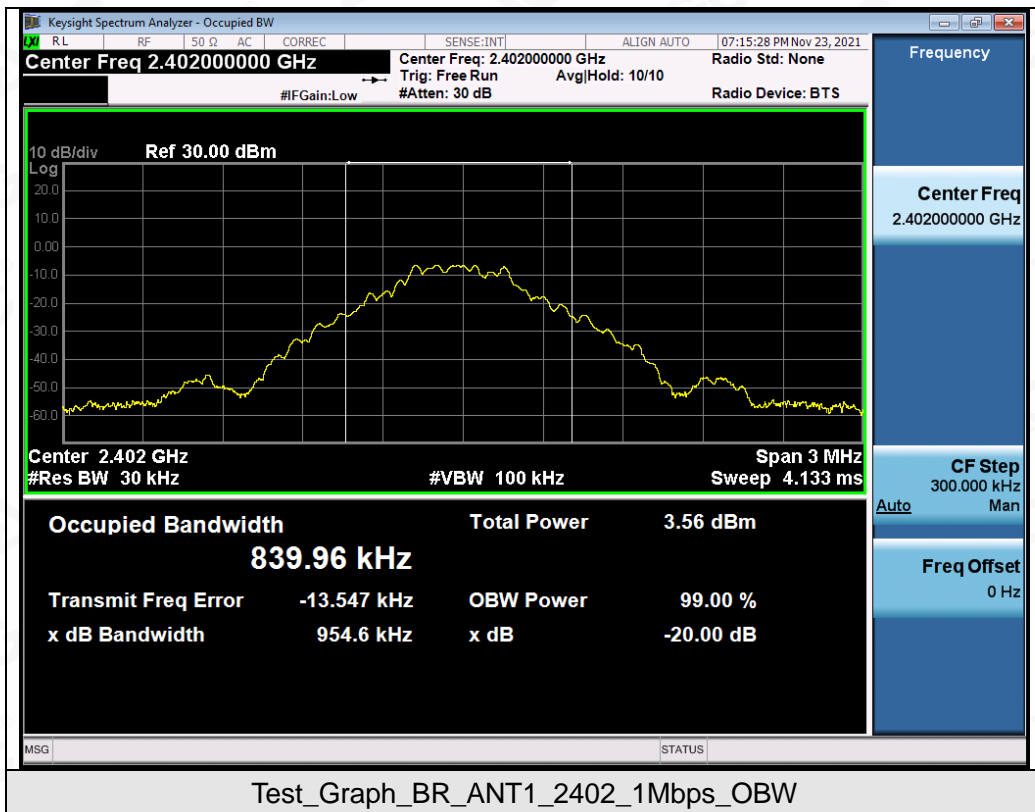 Keysight Spectrum Analyzer - Occupied BW
LXI RL RF 50 Ω AC CORREC SENSE:INT ALIGN AUTO 07:15:28 PM Nov 23, 2021
Center Freq 2.402000000 GHz
Center Freq: 2.402000000 GHz Radio Std: None
Trig: Free Run Avg|Hold: 10/10
#IFGain:Low #Atten: 30 dB Radio Device: BTS
Frequency
10 dB/div Ref 30.00 dBm
Log
20.0
10.0
0.00
-10.0
-20.0
-30.0
-40.0
-50.0
-60.0
Center 2.402 GHz Span 3 MHz
#Res BW 30 kHz #VBW 100 kHz Sweep 4.133 ms
Center Freq
2.402000000 GHz
CF Step
300.000 kHz
Auto Man
Freq Offset
0 Hz
Occupied Bandwidth Total Power 3.56 dBm
839.96 kHz
Transmit Freq Error -13.547 kHz OBW Power 99.00 %
x dB Bandwidth 954.6 kHz x dB -20.00 dB
MSG STATUS
Test_Graph_BR_ANT1_2402_1Mbps_OBW